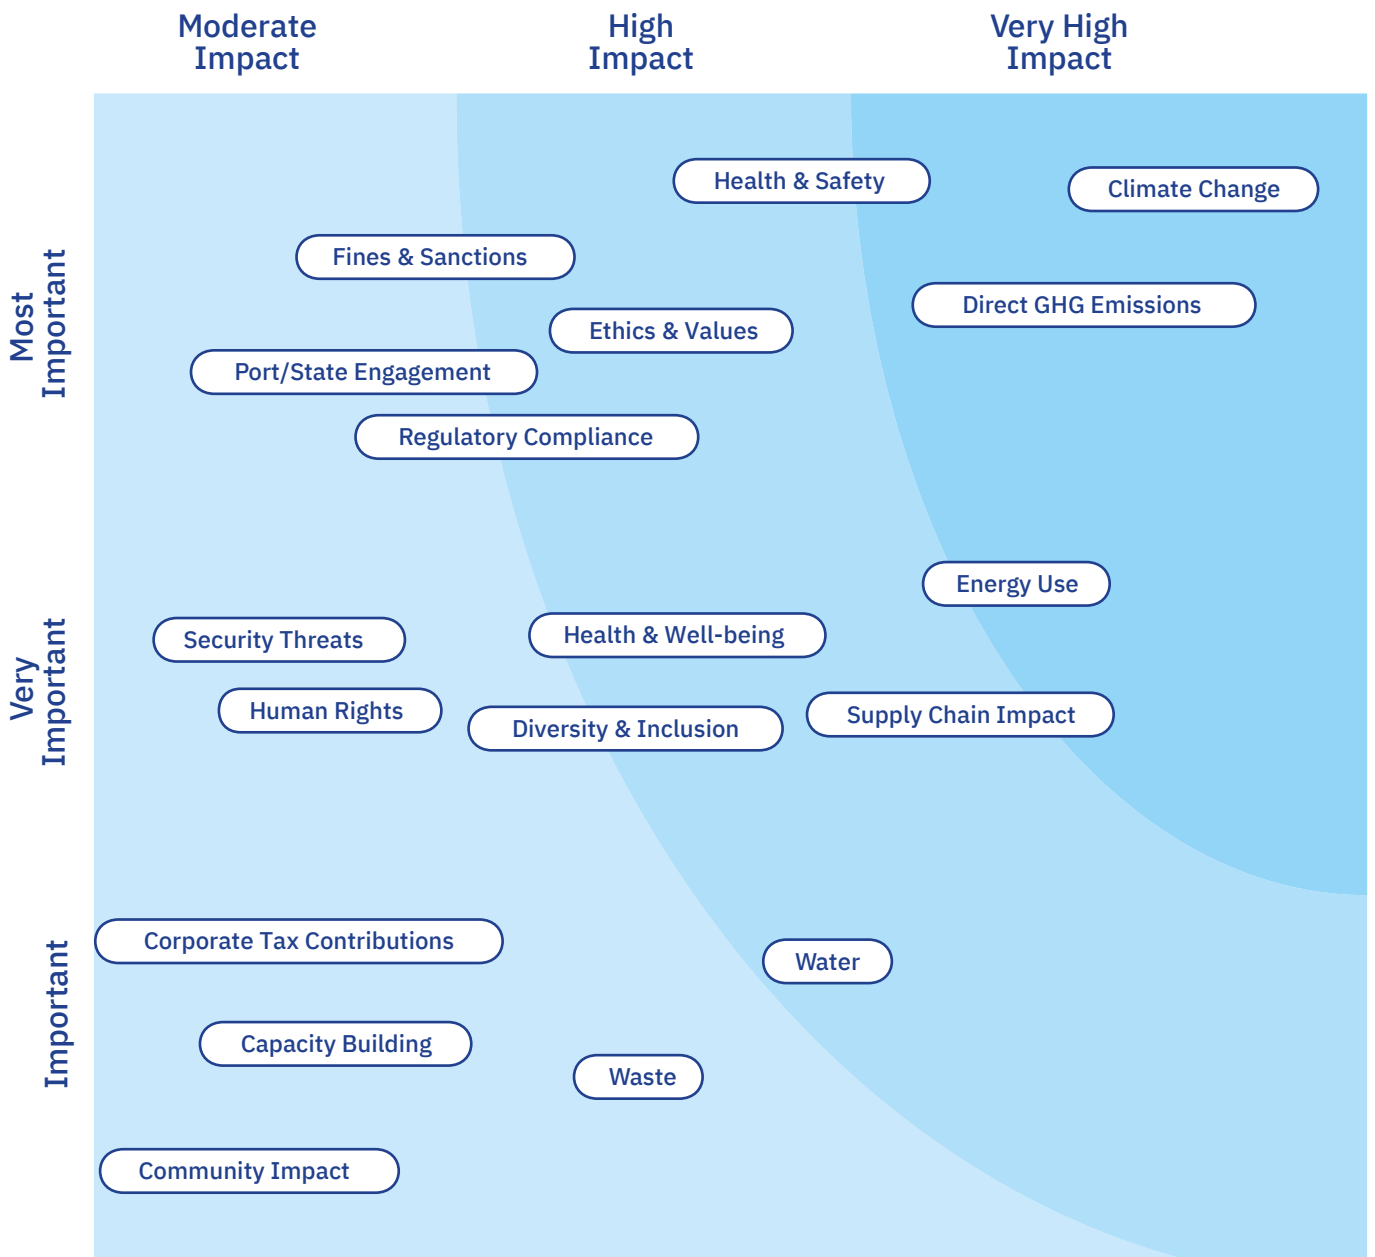 Moderate
Impact
High
Impact
Very High
Impact
Most
Important
Very
Important
Important
Health & Safety
Climate Change
Fines & Sanctions
Direct GHG Emissions
Ethics & Values
Port/State Engagement
Regulatory Compliance
Energy Use
Health & Well-being
Security Threats
Human Rights
Supply Chain Impact
Diversity & Inclusion
Corporate Tax Contributions
Water
Capacity Building
Waste
Community Impact